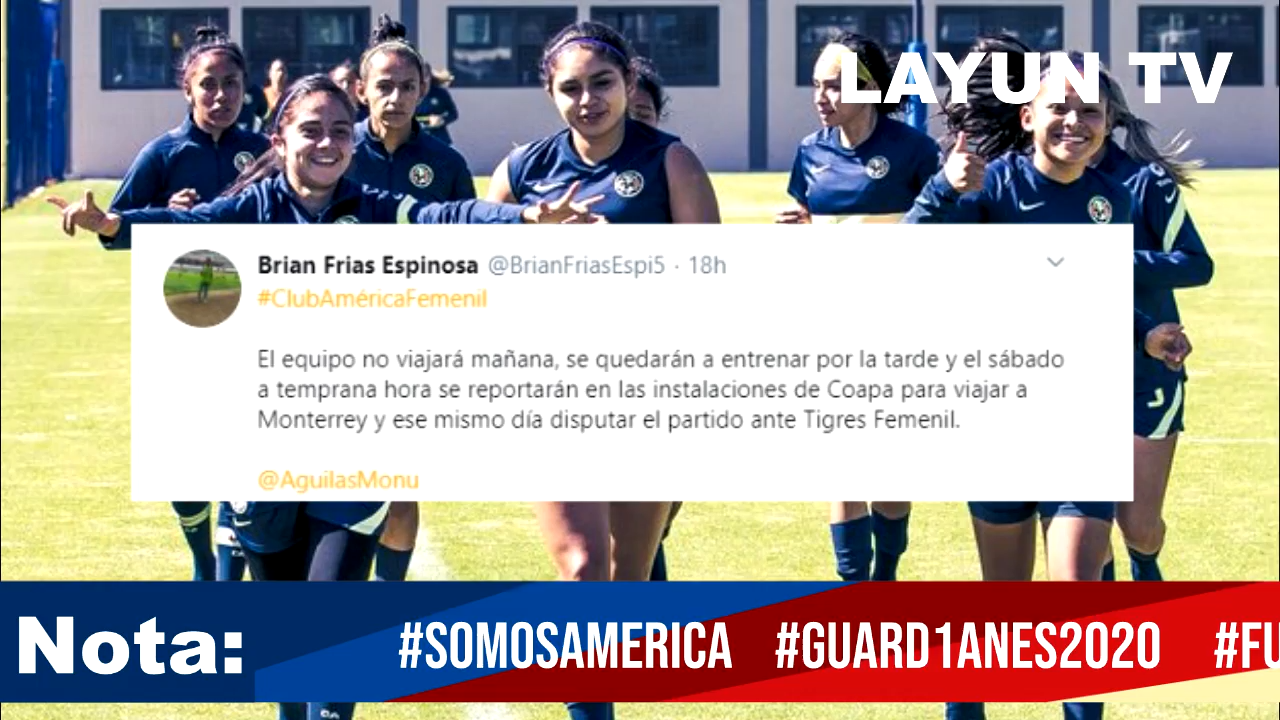 LAYUN TV
Brian Frias Espinosa @BrianFriasEspi5 · 18h
#ClubAméricaFemenil
El equipo no viajará mañana, se quedarán a entrenar por la tarde y el sábado
a temprana hora se reportarán en las instalaciones de Coapa para viajar a
Monterrey y ese mismo día disputar el partido ante Tigres Femenil.
@AguilasMonu
Nota: #SOMOSAMERICA #GUARD1ANES2020 #FU